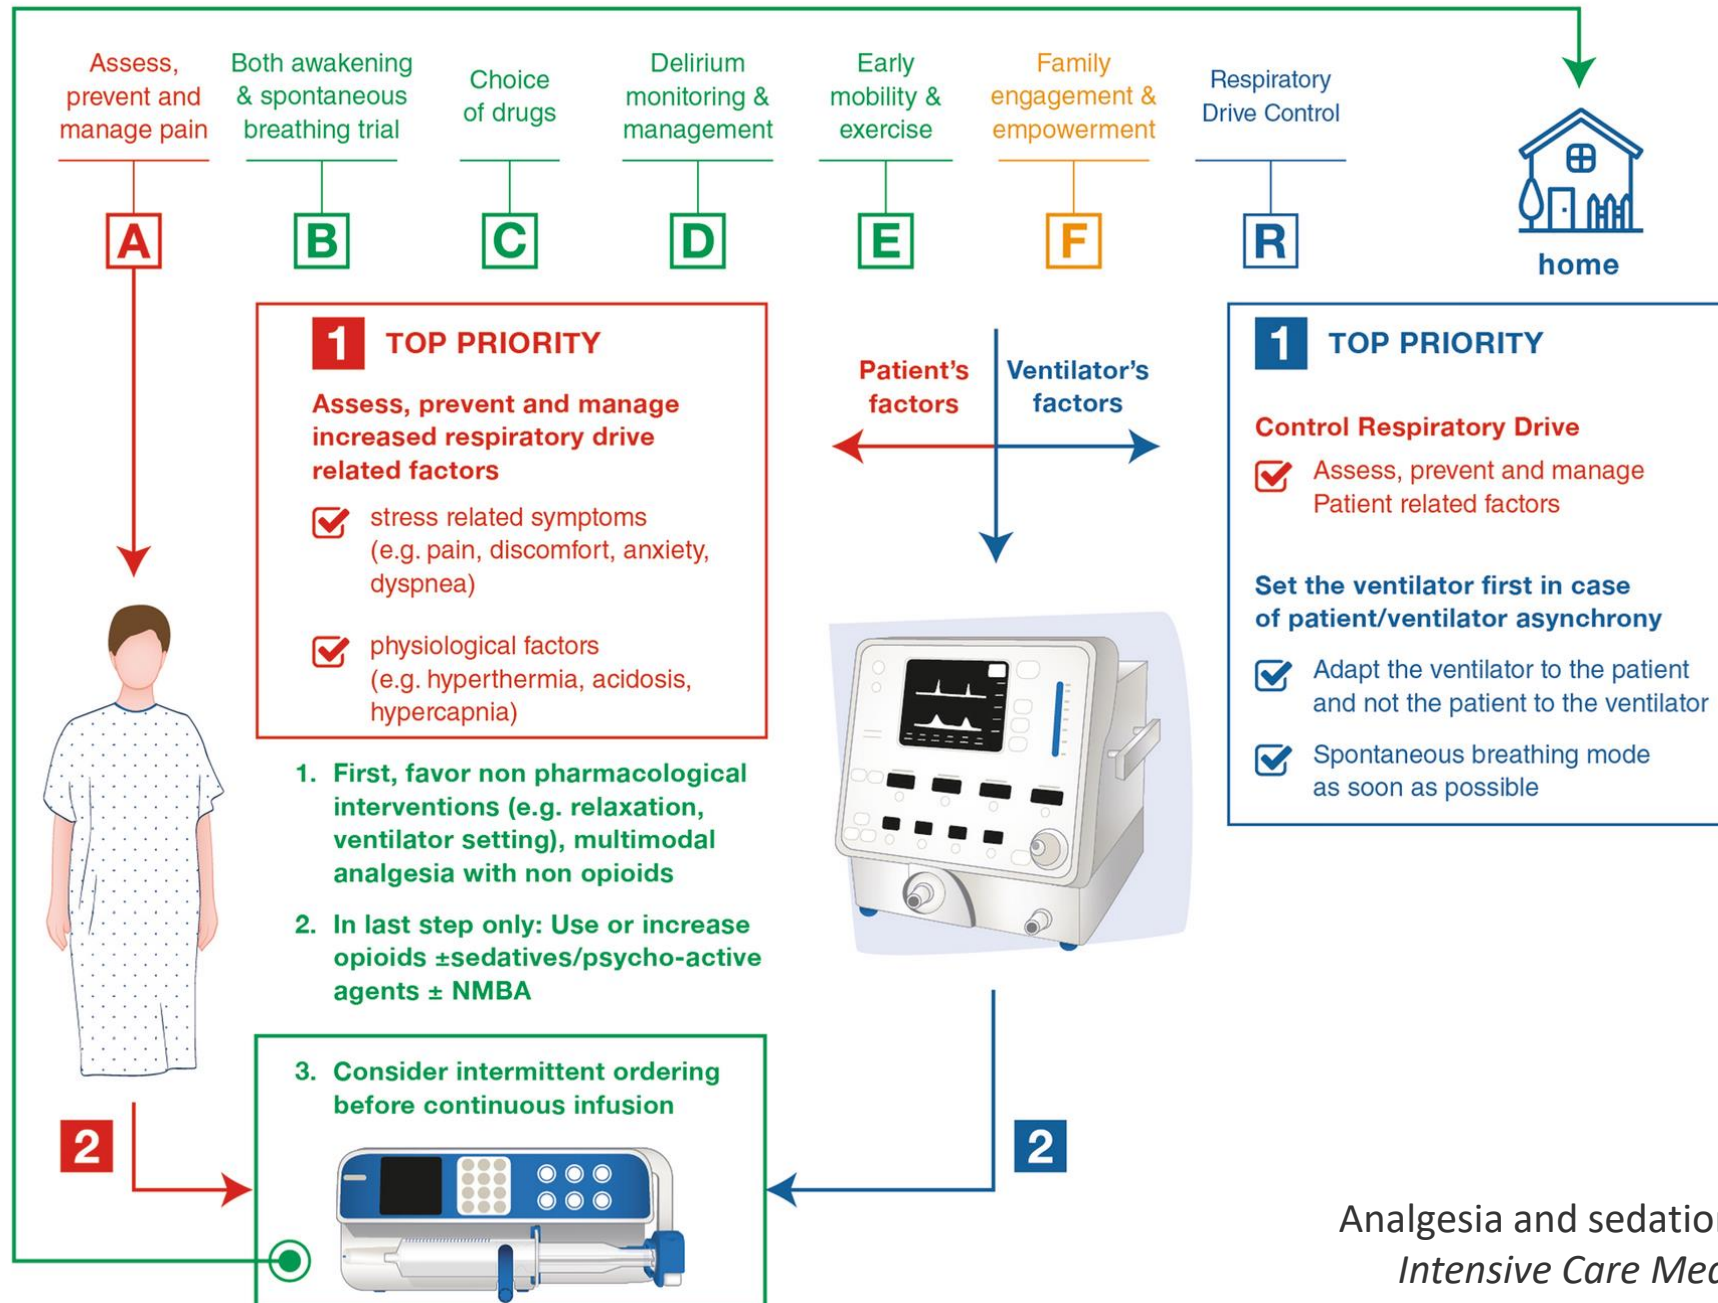 Assess,
prevent and
manage pain
Both awakening
& spontaneous
breathing trial
Choice
of drugs
Delirium
monitoring &
management
Early
mobility &
exercise
Family
engagement &
empowerment
Respiratory
Drive Control
A
B
C
D
E
F
R
home
1 TOP PRIORITY
Assess, prevent and manage
increased respiratory drive
related factors
stress related symptoms
(e.g. pain, discomfort, anxiety,
dyspnea)
physiological factors
(e.g. hyperthermia, acidosis,
hypercapnia)
Patient's
factors
Ventilator's
factors
1 TOP PRIORITY
Control Respiratory Drive
Assess, prevent and manage
Patient related factors
Set the ventilator first in case
of patient/ventilator asynchrony
Adapt the ventilator to the patient
and not the patient to the ventilator
Spontaneous breathing mode
as soon as possible
1. First, favor non pharmacological
interventions (e.g. relaxation,
ventilator setting), multimodal
analgesia with non opioids
2. In last step only: Use or increase
opioids ±sedatives/psycho-active
agents ± NMBA
3. Consider intermittent ordering
before continuous infusion
2
2
Analgesia and sedation
Intensive Care Med